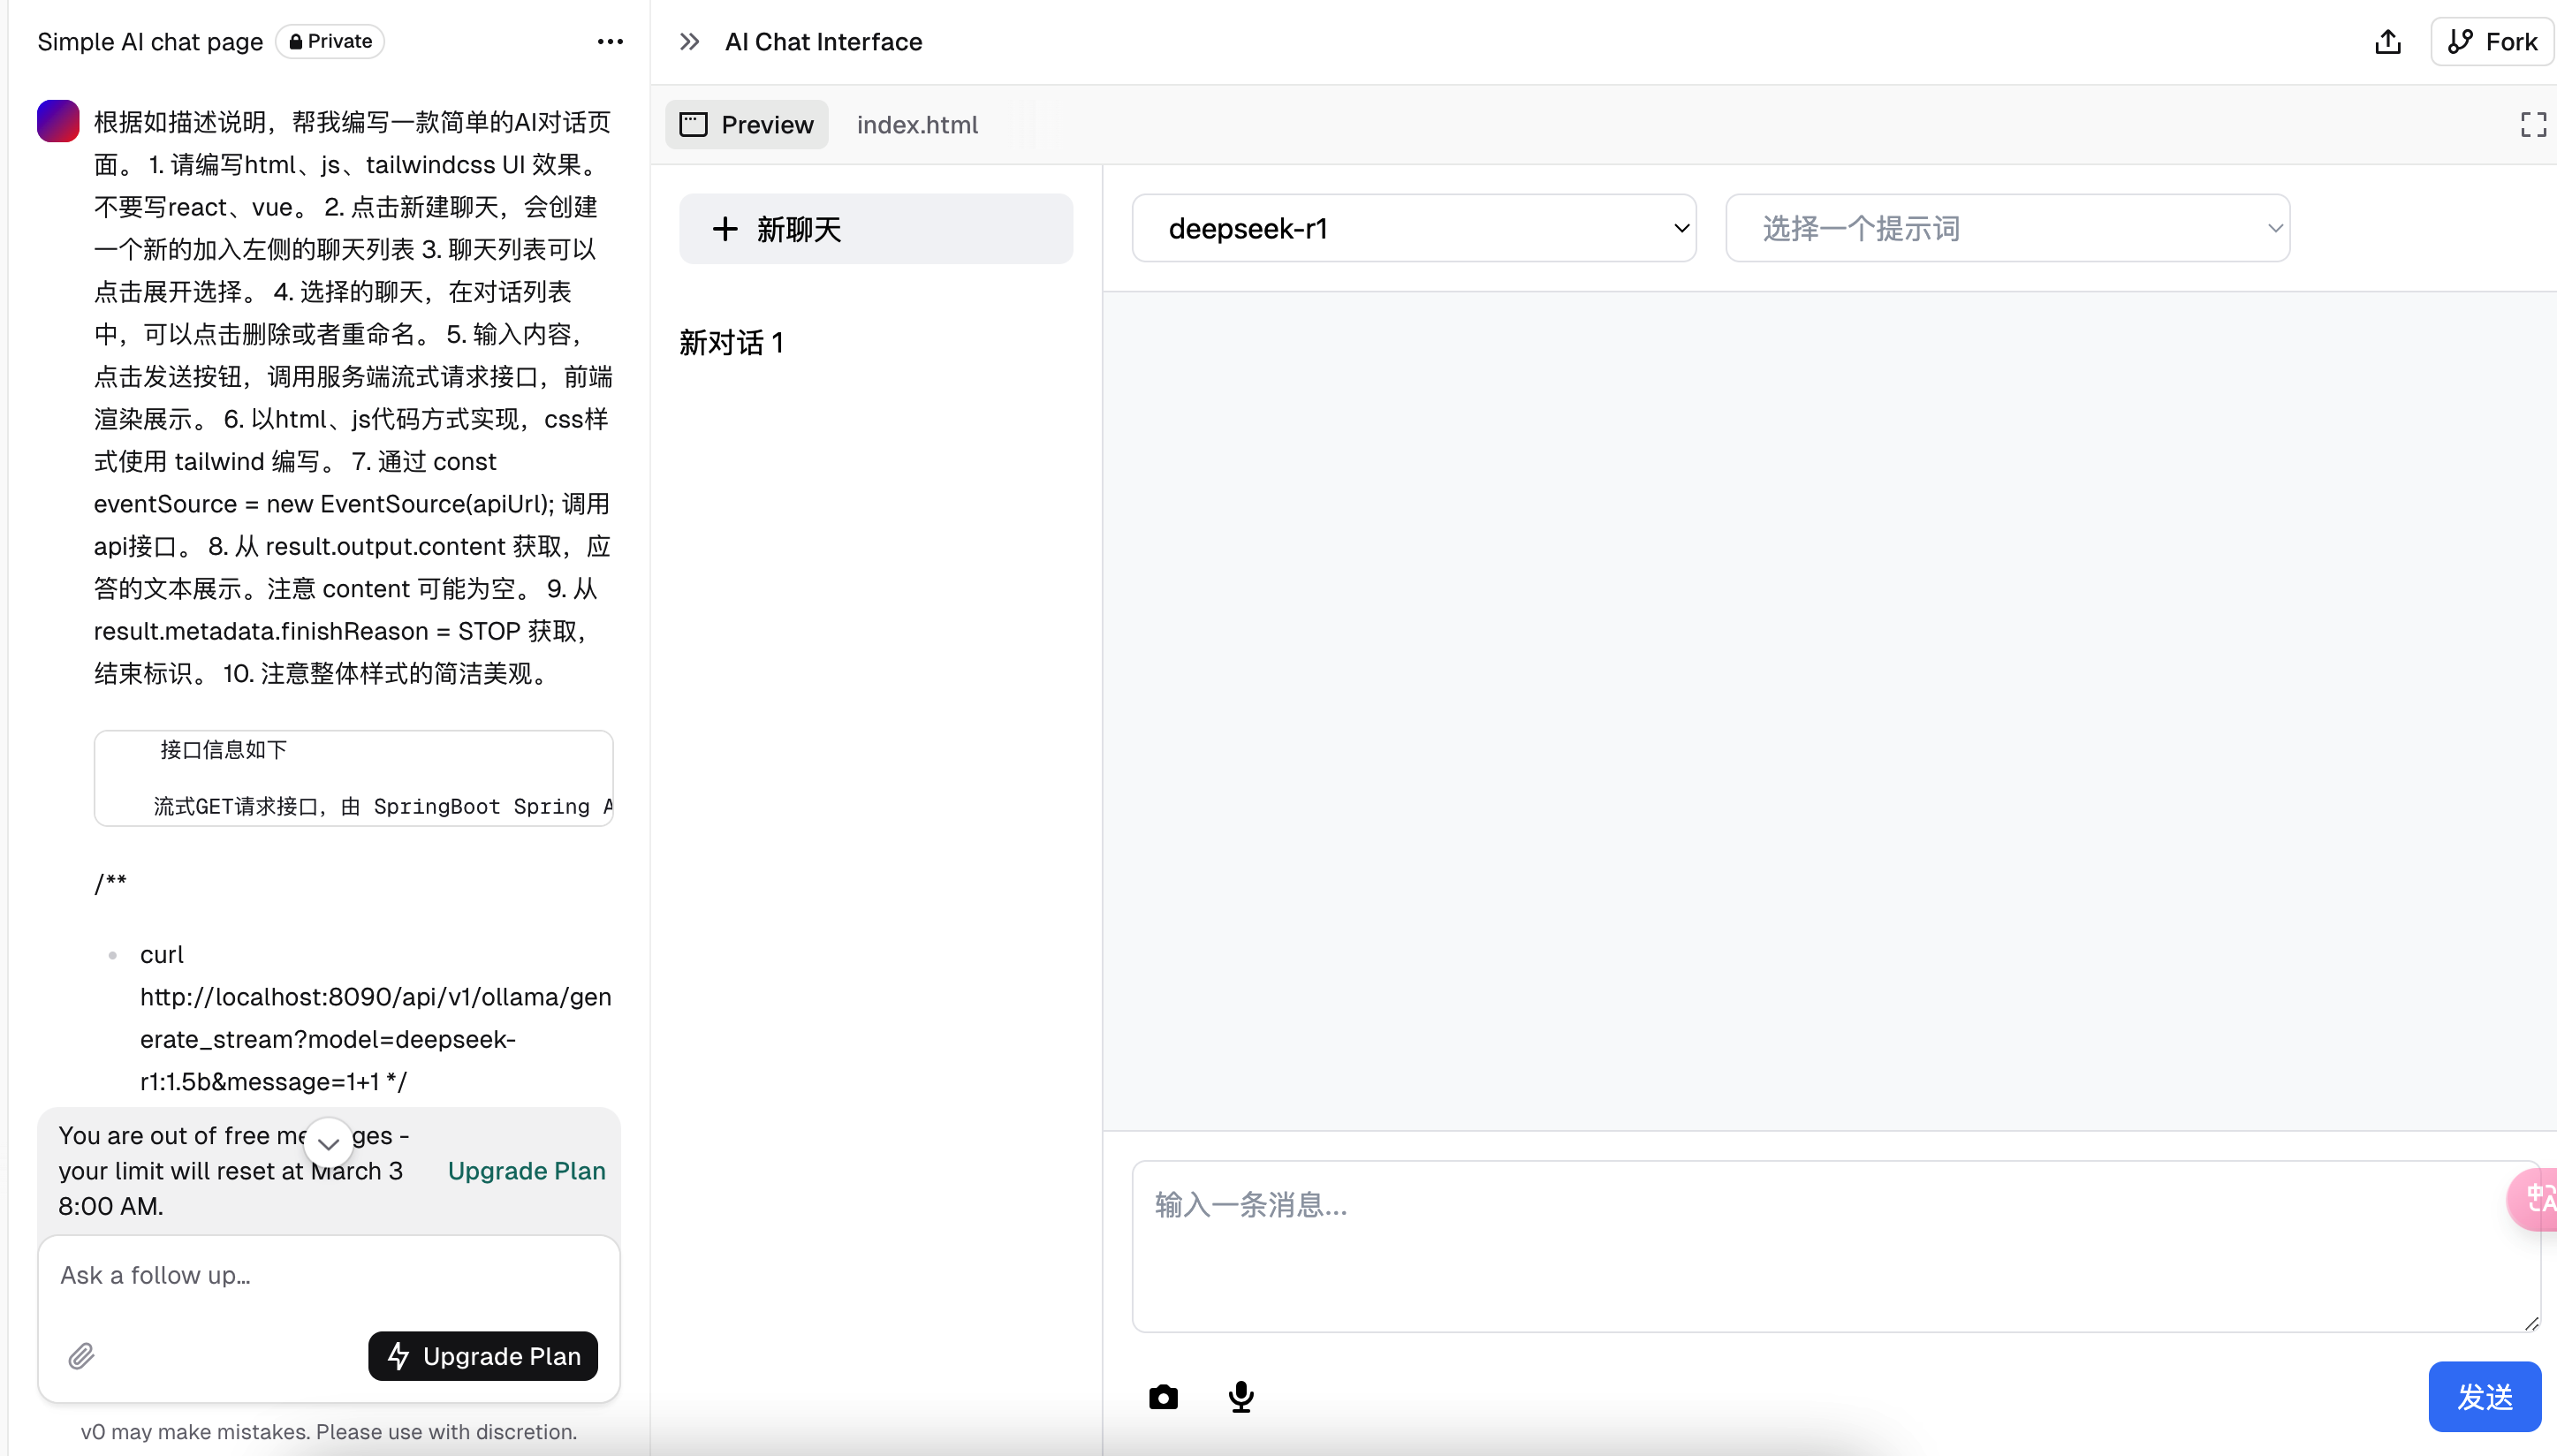 Simple AI chat page
Private
AI Chat Interface
Fork
Preview
index.html
根据如描述说明，帮我编写一款简单的AI对话页
面。 1. 请编写html、js、tailwindcss UI 效果。
不要写react、vue。 2. 点击新建聊天，会创建
一个新的加入左侧的聊天列表 3. 聊天列表可以
点击展开选择。 4. 选择的聊天，在对话列表
中，可以点击删除或者重命名。 5. 输入内容，
点击发送按钮，调用服务端流式请求接口，前端
渲染展示。 6. 以html、js代码方式实现，css样
式使用 tailwind 编写。 7. 通过 const
eventSource = new EventSource(apiUrl); 调用
api接口。 8. 从 result.output.content 获取，应
答的文本展示。注意 content 可能为空。 9. 从
result.metadata.finishReason = STOP 获取，
结束标识。 10. 注意整体样式的简洁美观。
接口信息如下
流式GET请求接口，由 SpringBoot Spring A
/**
curl
http://localhost:8090/api/v1/ollama/gen
erate_stream?model=deepseek-
r1:1.5b&message=1+1 */
You are out of free ges -
your limit will reset at March 3
8:00 AM.
Upgrade Plan
Ask a follow up...
Upgrade Plan
v0 may make mistakes. Please use with discretion.
新聊天
新对话 1
deepseek-r1
选择一个提示词
输入一条消息...
发送